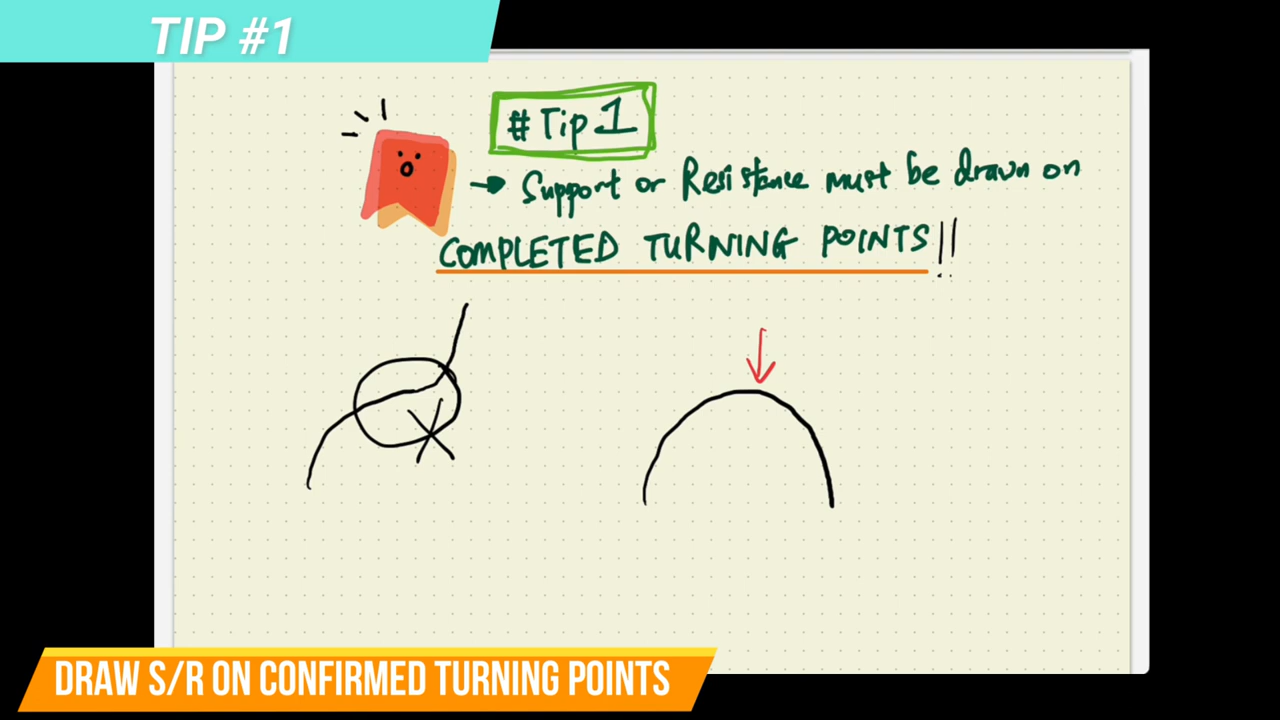 TIP #1
# Tip 1
Support or Resistance must be drawn on
COMPLETED TURNING POINTS!!
DRAW S/R ON CONFIRMED TURNING POINTS